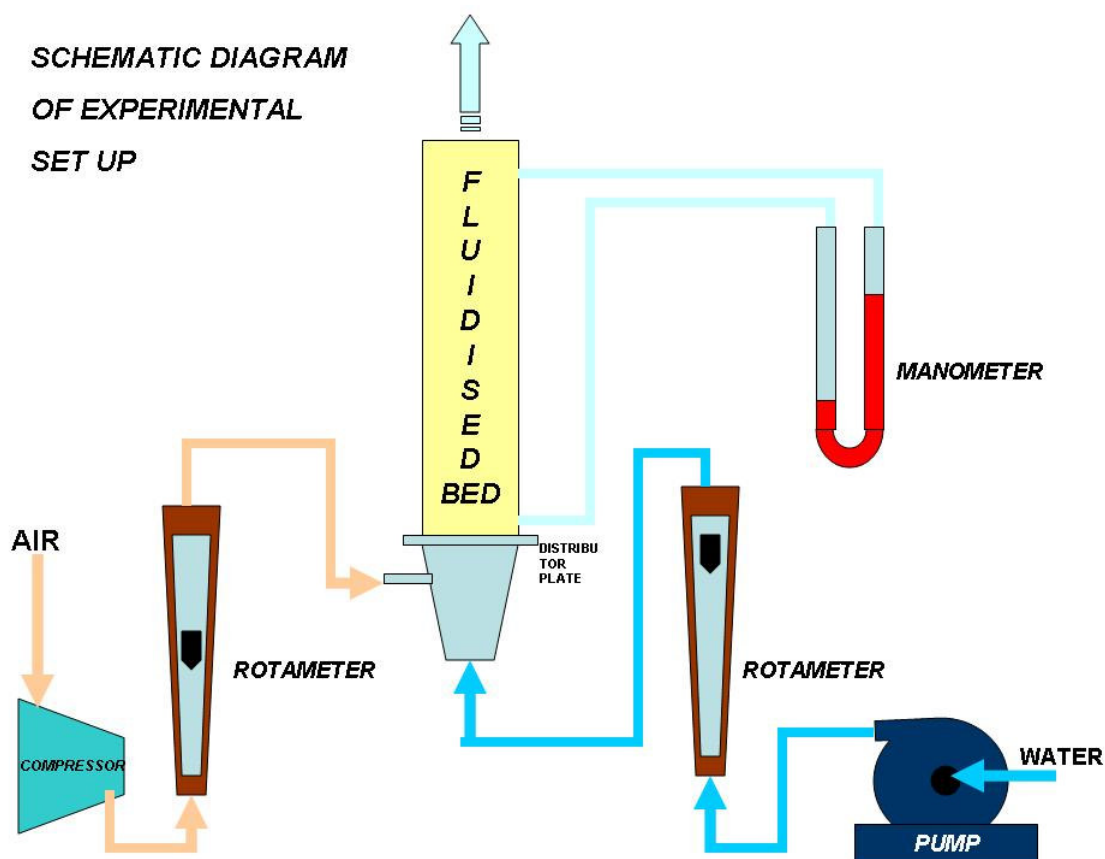 SCHEMATIC DIAGRAM
OF EXPERIMENTAL
SET UP
F
L
U
I
D
I
S
E
D
BED
MANOMETER
AIR
DISTRIBU
TOR
PLATE
ROTAMETER
ROTAMETER
COMPRESSOR
WATER
PUMP